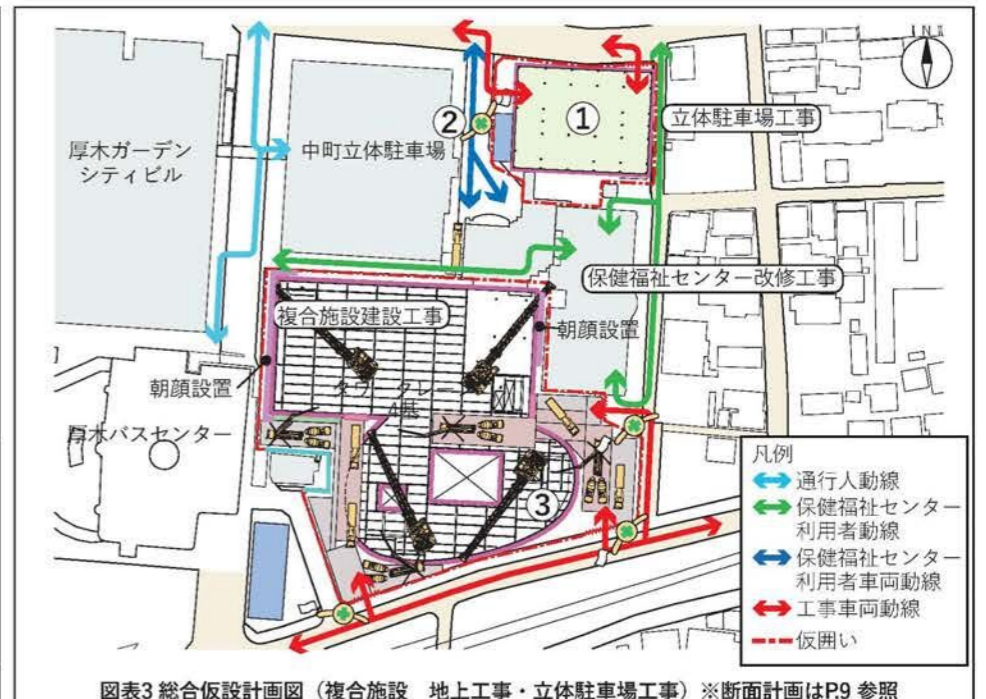 N
①
②
立体駐車場工事
厚木ガーデン
シティビル
中町立体駐車場
保健福祉センター改修工事
複合施設建設工事
朝顔設置
朝顔設置
タワークレーン
4基
厚木バスセンター
③
凡例
通行人動線
保健福祉センター
利用者動線
保健福祉センター
利用者車両動線
工事車両動線
仮囲い
図表3 総合仮設計画図（複合施設　地上工事・立体駐車場工事）※断面計画はP.9 参照